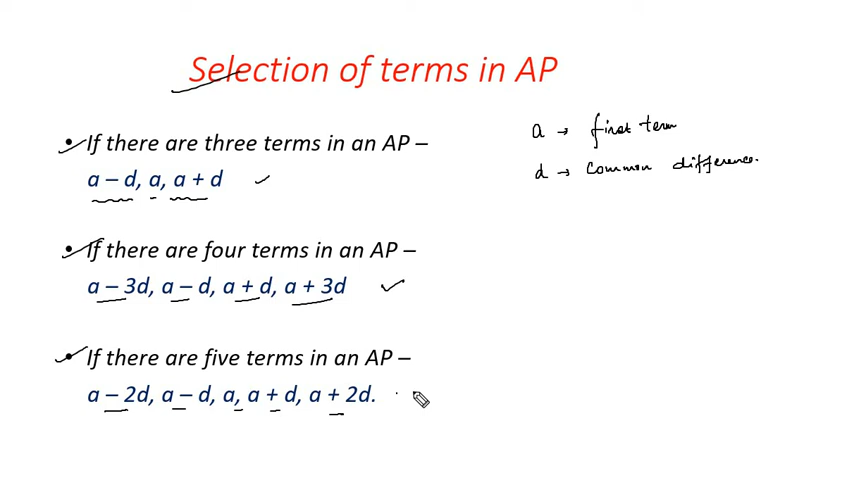 Selection of terms in AP
• If there are three terms in an AP –
a – d, a, a + d
a → first term
d → common difference.
• If there are four terms in an AP –
a – 3d, a – d, a + d, a + 3d
• If there are five terms in an AP –
a – 2d, a – d, a, a + d, a + 2d.